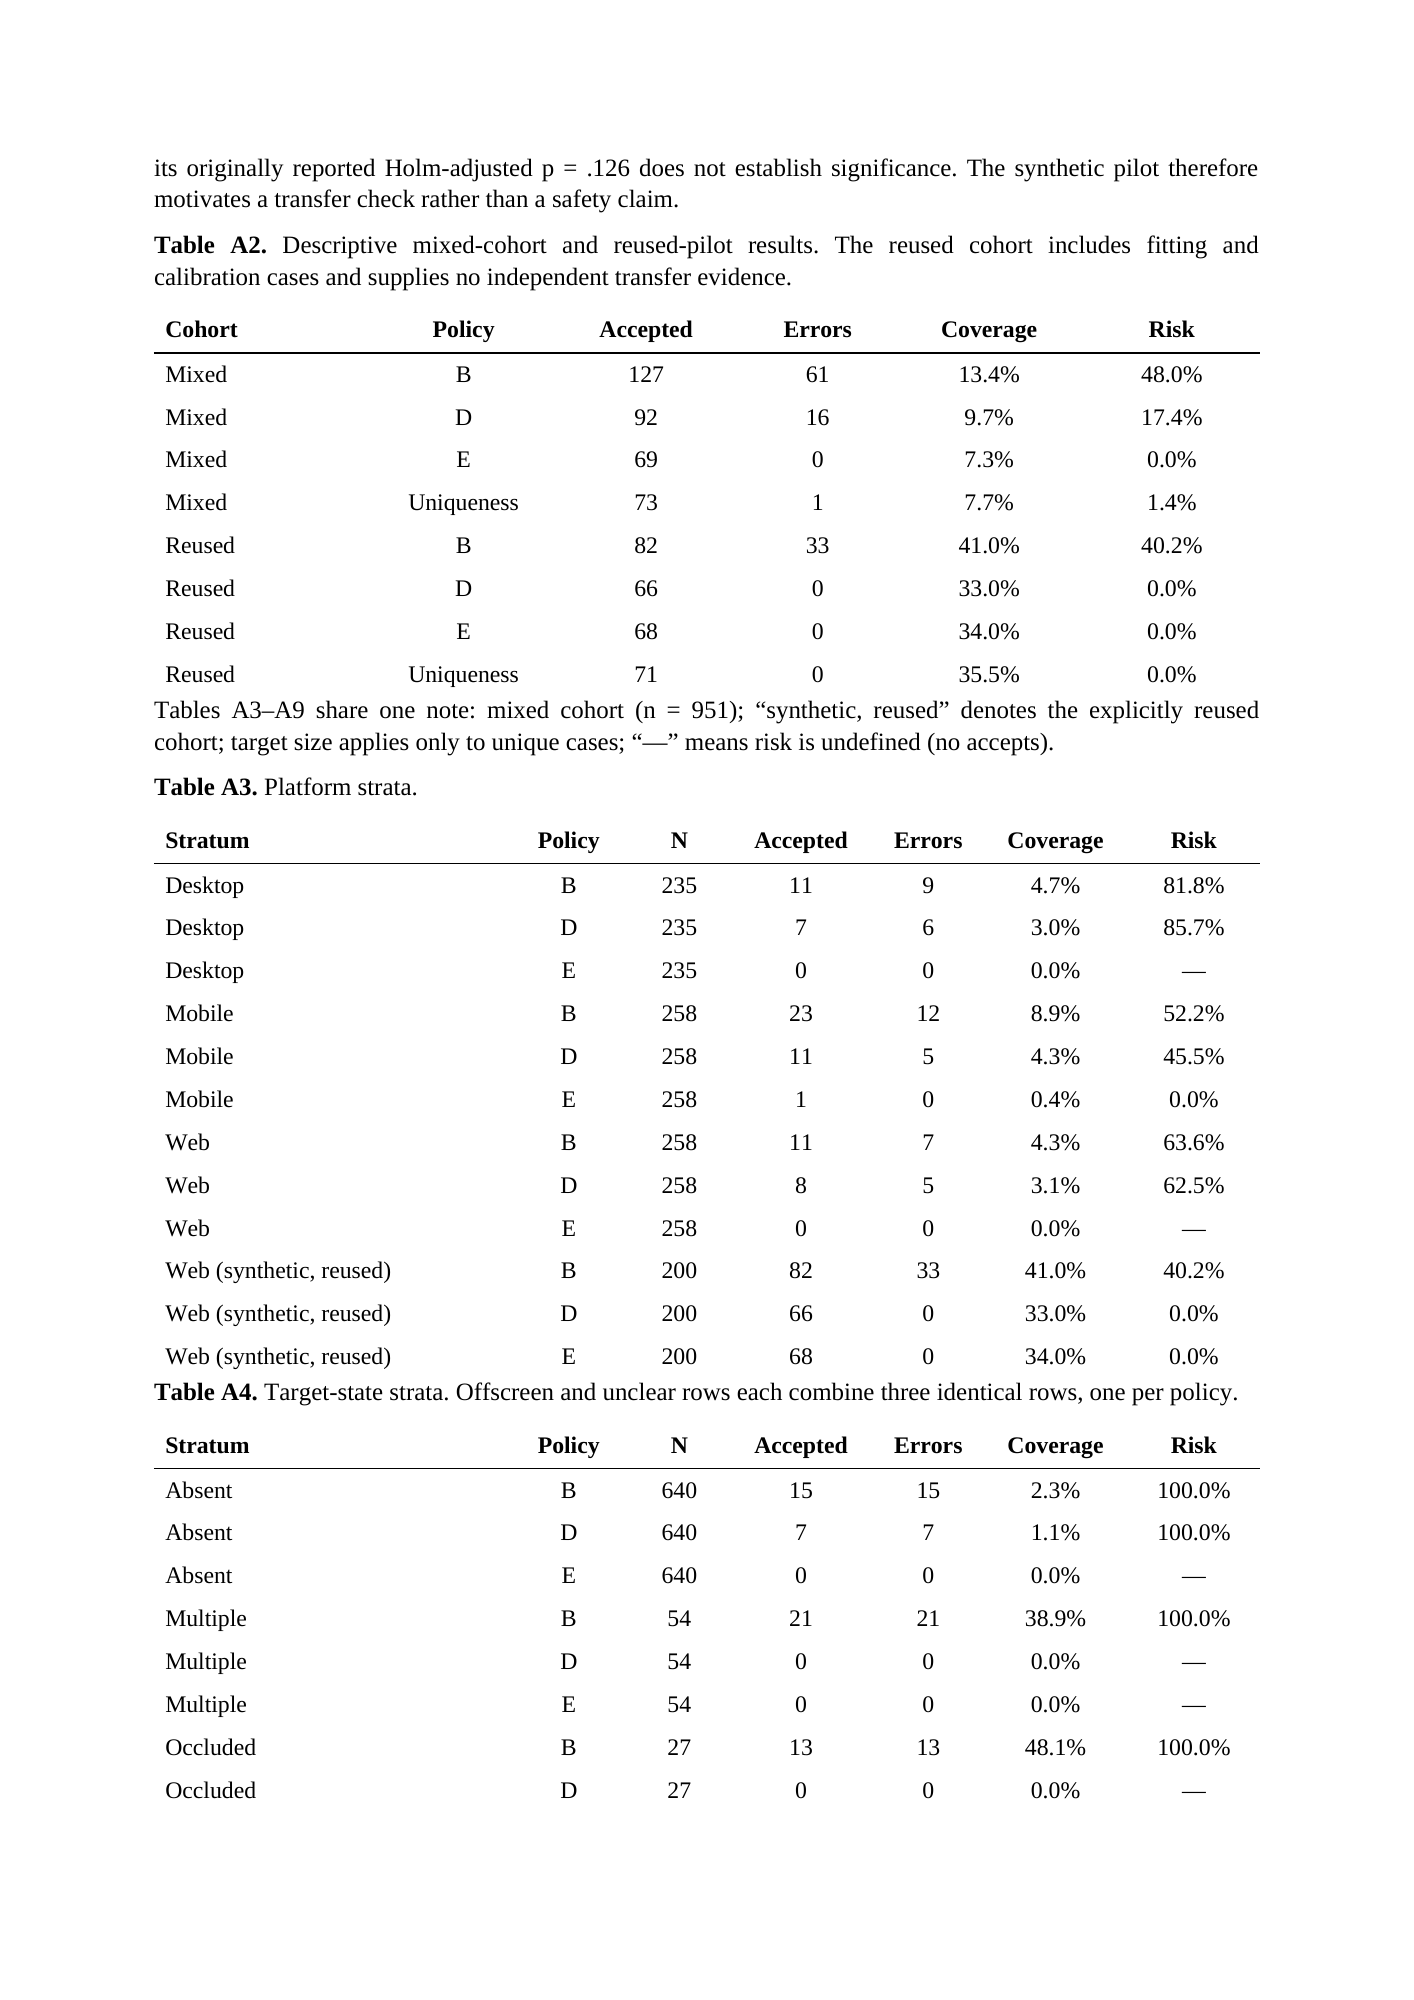 its originally reported Holm-adjusted p = .126 does not establish significance. The synthetic pilot therefore
motivates a transfer check rather than a safety claim.
Table A2. Descriptive mixed-cohort and reused-pilot results. The reused cohort includes fitting and
calibration cases and supplies no independent transfer evidence.
Cohort Policy Accepted Errors Coverage Risk
Mixed B 127 61 13.4% 48.0%
Mixed D 92 16 9.7% 17.4%
Mixed E 69 0 7.3% 0.0%
Mixed Uniqueness 73 1 7.7% 1.4%
Reused B 82 33 41.0% 40.2%
Reused D 66 0 33.0% 0.0%
Reused E 68 0 34.0% 0.0%
Reused Uniqueness 71 0 35.5% 0.0%
Tables A3–A9 share one note: mixed cohort (n = 951); “synthetic, reused” denotes the explicitly reused
cohort; target size applies only to unique cases; “—” means risk is undefined (no accepts).
Table A3. Platform strata.
Stratum Policy N Accepted Errors Coverage Risk
Desktop B 235 11 9 4.7% 81.8%
Desktop D 235 7 6 3.0% 85.7%
Desktop E 235 0 0 0.0% —
Mobile B 258 23 12 8.9% 52.2%
Mobile D 258 11 5 4.3% 45.5%
Mobile E 258 1 0 0.4% 0.0%
Web B 258 11 7 4.3% 63.6%
Web D 258 8 5 3.1% 62.5%
Web E 258 0 0 0.0% —
Web (synthetic, reused) B 200 82 33 41.0% 40.2%
Web (synthetic, reused) D 200 66 0 33.0% 0.0%
Web (synthetic, reused) E 200 68 0 34.0% 0.0%
Table A4. Target-state strata. Offscreen and unclear rows each combine three identical rows, one per policy.
Stratum Policy N Accepted Errors Coverage Risk
Absent B 640 15 15 2.3% 100.0%
Absent D 640 7 7 1.1% 100.0%
Absent E 640 0 0 0.0% —
Multiple B 54 21 21 38.9% 100.0%
Multiple D 54 0 0 0.0% —
Multiple E 54 0 0 0.0% —
Occluded B 27 13 13 48.1% 100.0%
Occluded D 27 0 0 0.0% —